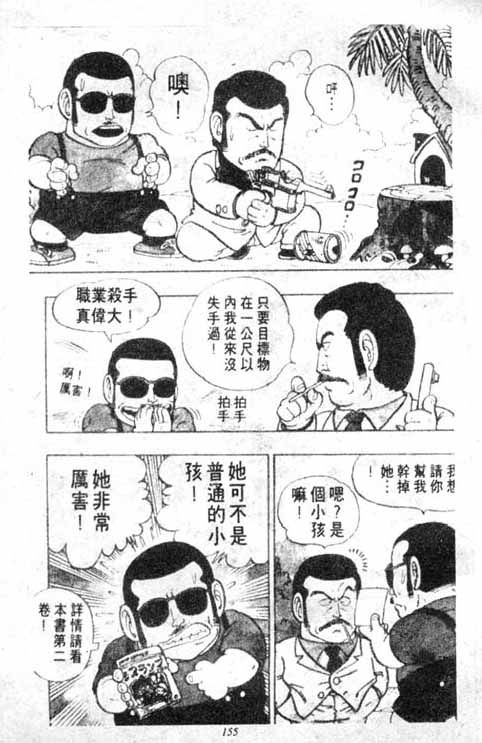 呼…
噢！
コロコロ…
只要目標物
在一公尺以
內我從來沒
失手過！
職業殺手
真偉大！
拍手
拍手
啊！
厲害！
我想
請你
幫我
幹掉
她…
！
嗯？是
個小孩
嘛！
她可不是
普通的小
孩！
她非常
厲害！
詳情請看
本書第二
卷！
155